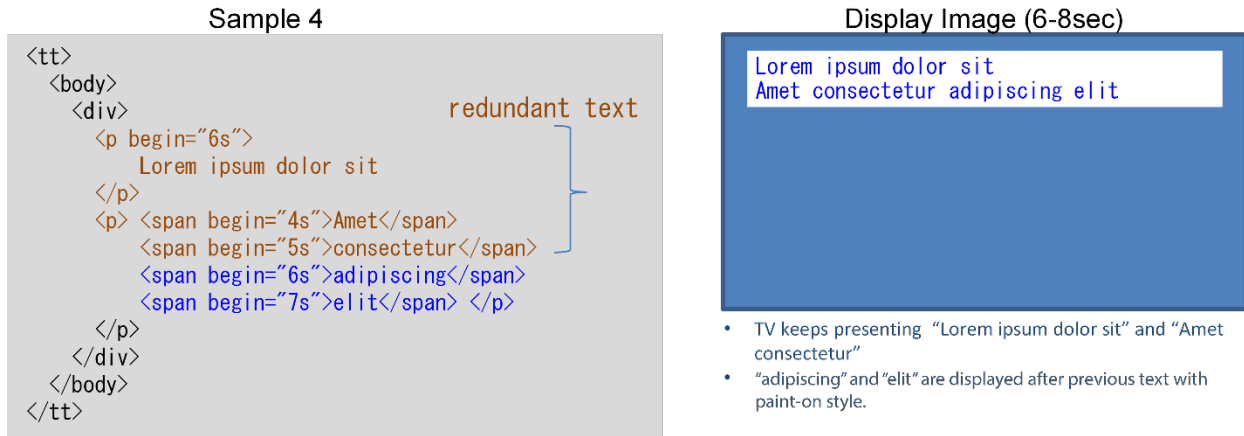 Sample 4
<tt>
<body>
<div>
redundant text
<p begin="6s">
Lorem ipsum dolor sit
</p>
<p> <span begin="4s">Amet</span>
<span begin="5s">consectetur</span>
<span begin="6s">adipiscing</span>
<span begin="7s">elit</span> </p>
</p>
</div>
</body>
</tt>
Display Image (6-8sec)
Lorem ipsum dolor sit
Amet consectetur adipiscing elit
• TV keeps presenting “Lorem ipsum dolor sit” and “Amet
consectetur”
• “adipiscing” and “elit” are displayed after previous text with
paint-on style.